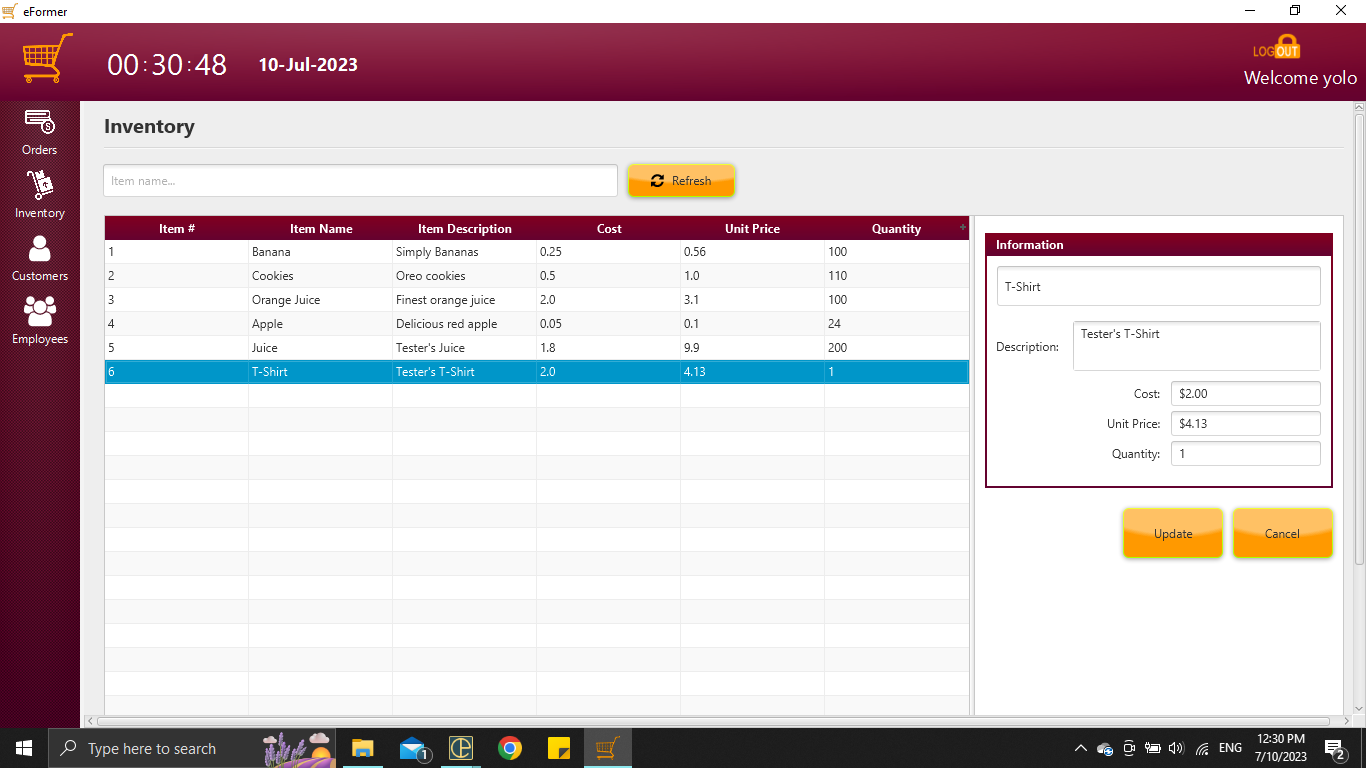 eFormer
00:30:48
10-Jul-2023
LOGOUT
Welcome yolo
Orders
Inventory
Customers
Employees
Inventory
Item name...
Refresh
Item # Item Name Item Description Cost Unit Price Quantity +
1 Banana Simply Bananas 0.25 0.56 100
2 Cookies Oreo cookies 0.5 1.0 110
3 Orange Juice Finest orange juice 2.0 3.1 100
4 Apple Delicious red apple 0.05 0.1 24
5 Juice Tester's Juice 1.8 9.9 200
6 T-Shirt Tester's T-Shirt 2.0 4.13 1
Information
T-Shirt
Description: Tester's T-Shirt
Cost: $2.00
Unit Price: $4.13
Quantity: 1
Update Cancel
Type here to search
1
ENG
12:30 PM
7/10/2023
2